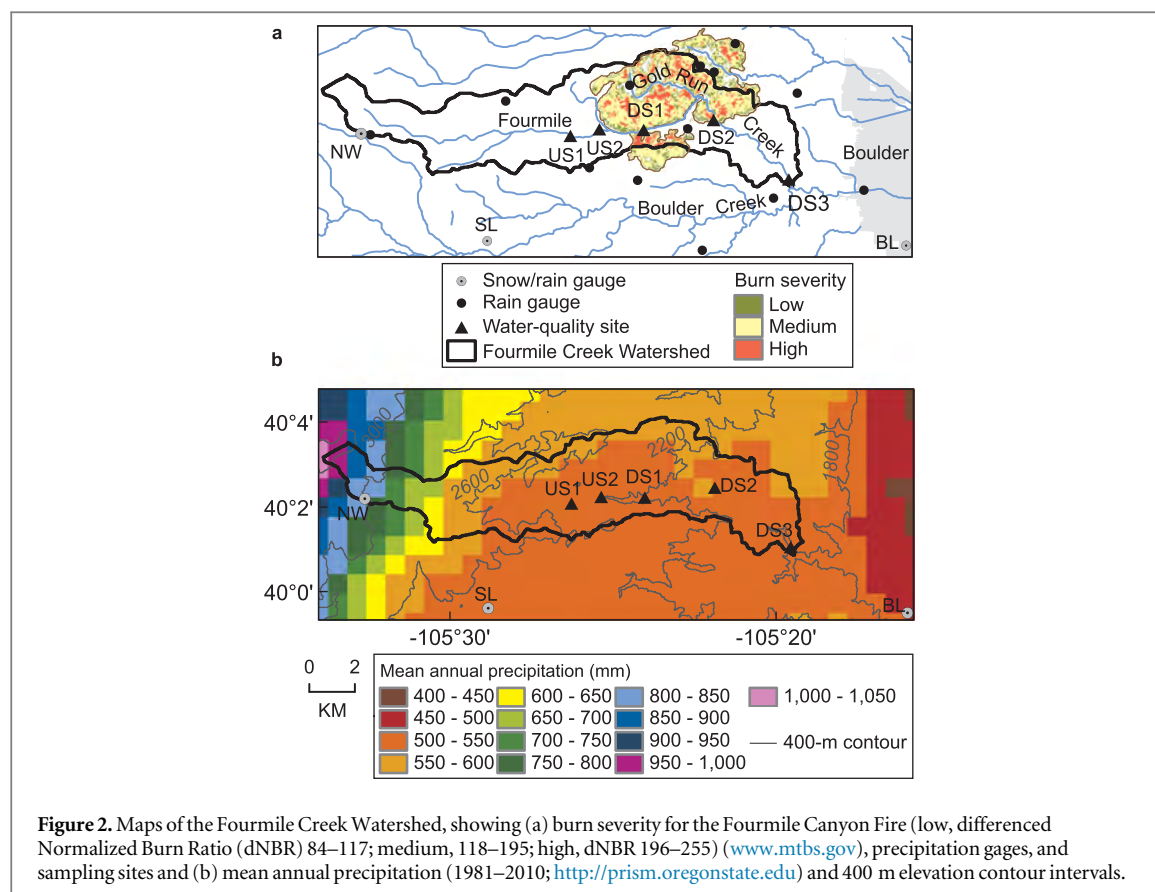 a
Gold Run
Fourmile
DS1
Creek
NW
US1
US2
DS2
Boulder
Boulder Creek
DS3
SL
BL
Snow/rain gauge
Rain gauge
Water-quality site
Fourmile Creek Watershed
Burn severity
Low
Medium
High
b
40°4'
40°2'
40°0'
3000
2600
2200
1800
US1
US2
DS1
DS2
NW
DS3
SL
BL
-105°30'
-105°20'
0 2
KM
Mean annual precipitation (mm)
400 - 450
450 - 500
500 - 550
550 - 600
600 - 650
650 - 700
700 - 750
750 - 800
800 - 850
850 - 900
900 - 950
950 - 1,000
1,000 - 1,050
400-m contour
Figure 2. Maps of the Fourmile Creek Watershed, showing (a) burn severity for the Fourmile Canyon Fire (low, differenced
Normalized Burn Ratio (dNBR) 84–117; medium, 118–195; high, dNBR 196–255) (www.mtbs.gov), precipitation gages, and
sampling sites and (b) mean annual precipitation (1981–2010; http://prism.oregonstate.edu) and 400 m elevation contour intervals.